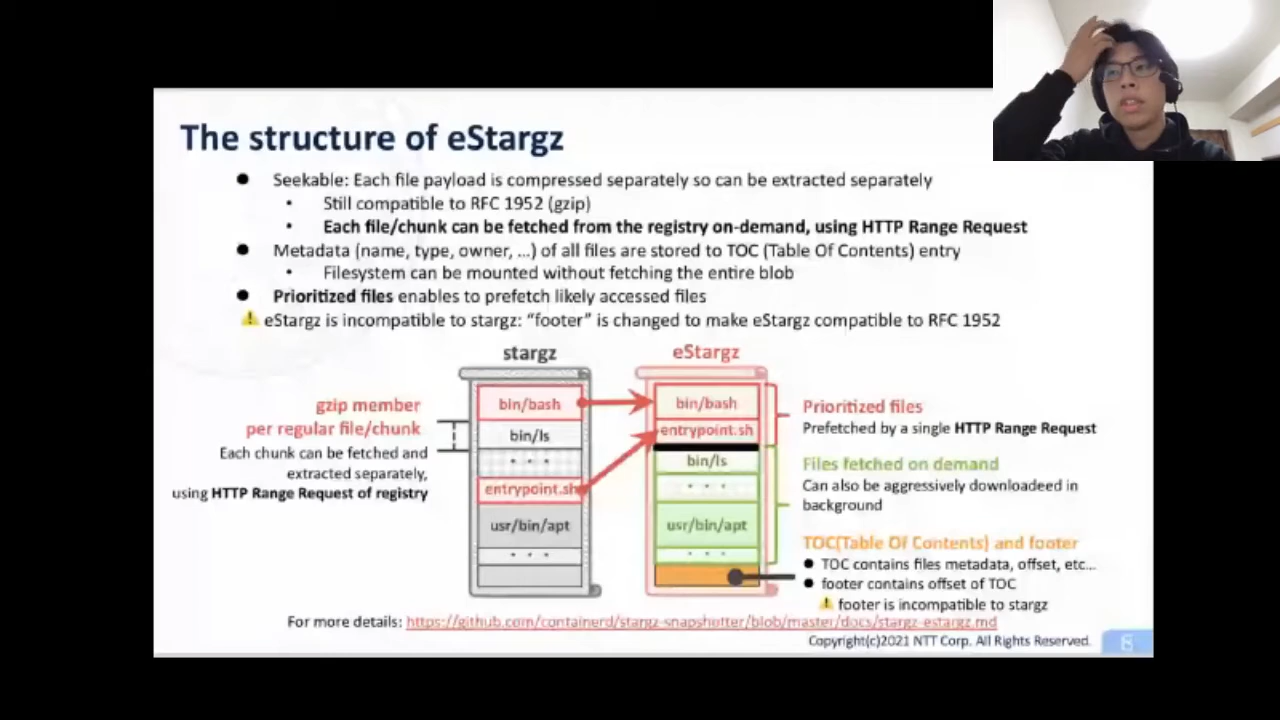 The structure of eStargz
● Seekable: Each file payload is compressed separately so can be extracted separately
• Still compatible to RFC 1952 (gzip)
• Each file/chunk can be fetched from the registry on-demand, using HTTP Range Request
● Metadata (name, type, owner, ...) of all files are stored to TOC (Table Of Contents) entry
• Filesystem can be mounted without fetching the entire blob
● Prioritized files enables to prefetch likely accessed files
⚠ eStargz is incompatible to stargz: “footer” is changed to make eStargz compatible to RFC 1952
stargz
bin/bash
bin/ls
• • •
entrypoint.sh
usr/bin/apt
• • •
gzip member
per regular file/chunk
Each chunk can be fetched and
extracted separately,
using HTTP Range Request of registry
eStargz
bin/bash
entrypoint.sh
bin/ls
• • •
usr/bin/apt
• • •
Prioritized files
Prefetched by a single HTTP Range Request
Files fetched on demand
Can also be aggressively downloadeed in
background
TOC(Table Of Contents) and footer
● TOC contains files metadata, offset, etc...
● footer contains offset of TOC
⚠ footer is incompatible to stargz
For more details: https://github.com/containerd/stargz-snapshotter/blob/master/docs/stargz-estargz.md
Copyright(c)2021 NTT Corp. All Rights Reserved.
8